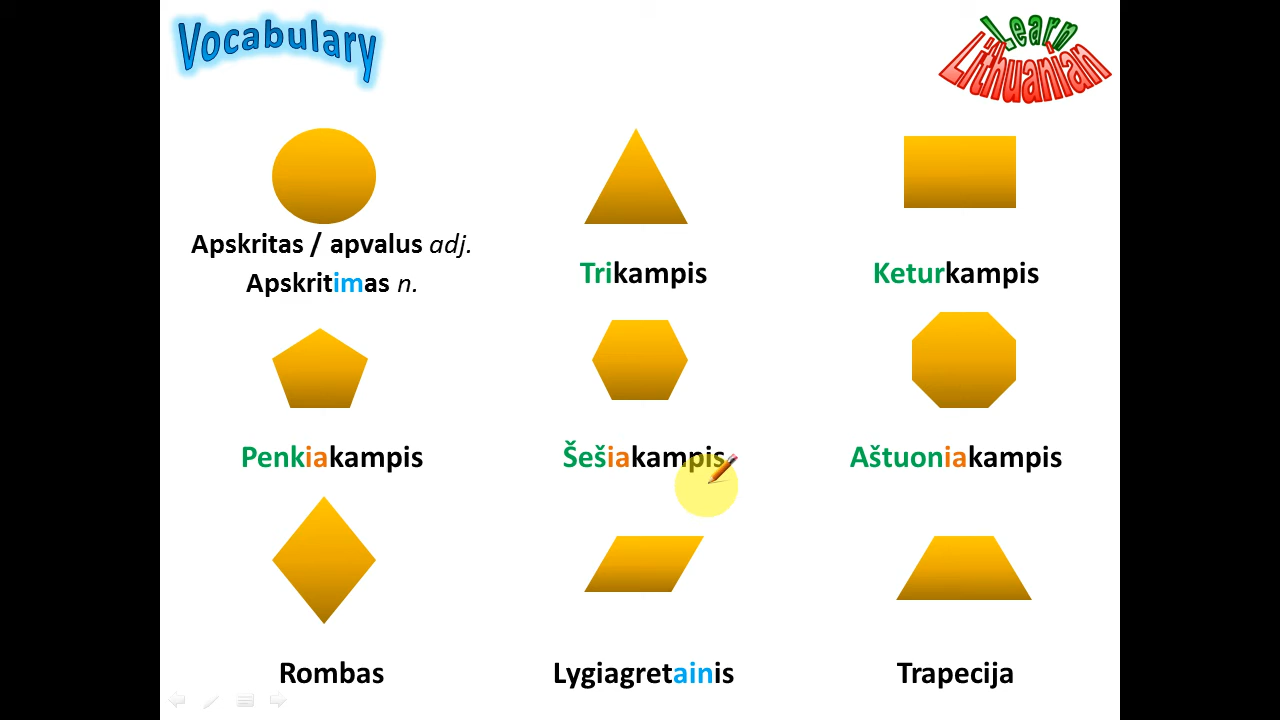 Vocabulary
Learn
Lithuanian
Apskritas / apvalus adj.
Apskritimas n.
Trikampis
Keturkampis
Penkiakampis
Šešiakampis
Aštuoniakampis
Rombas
Lygiagretainis
Trapecija